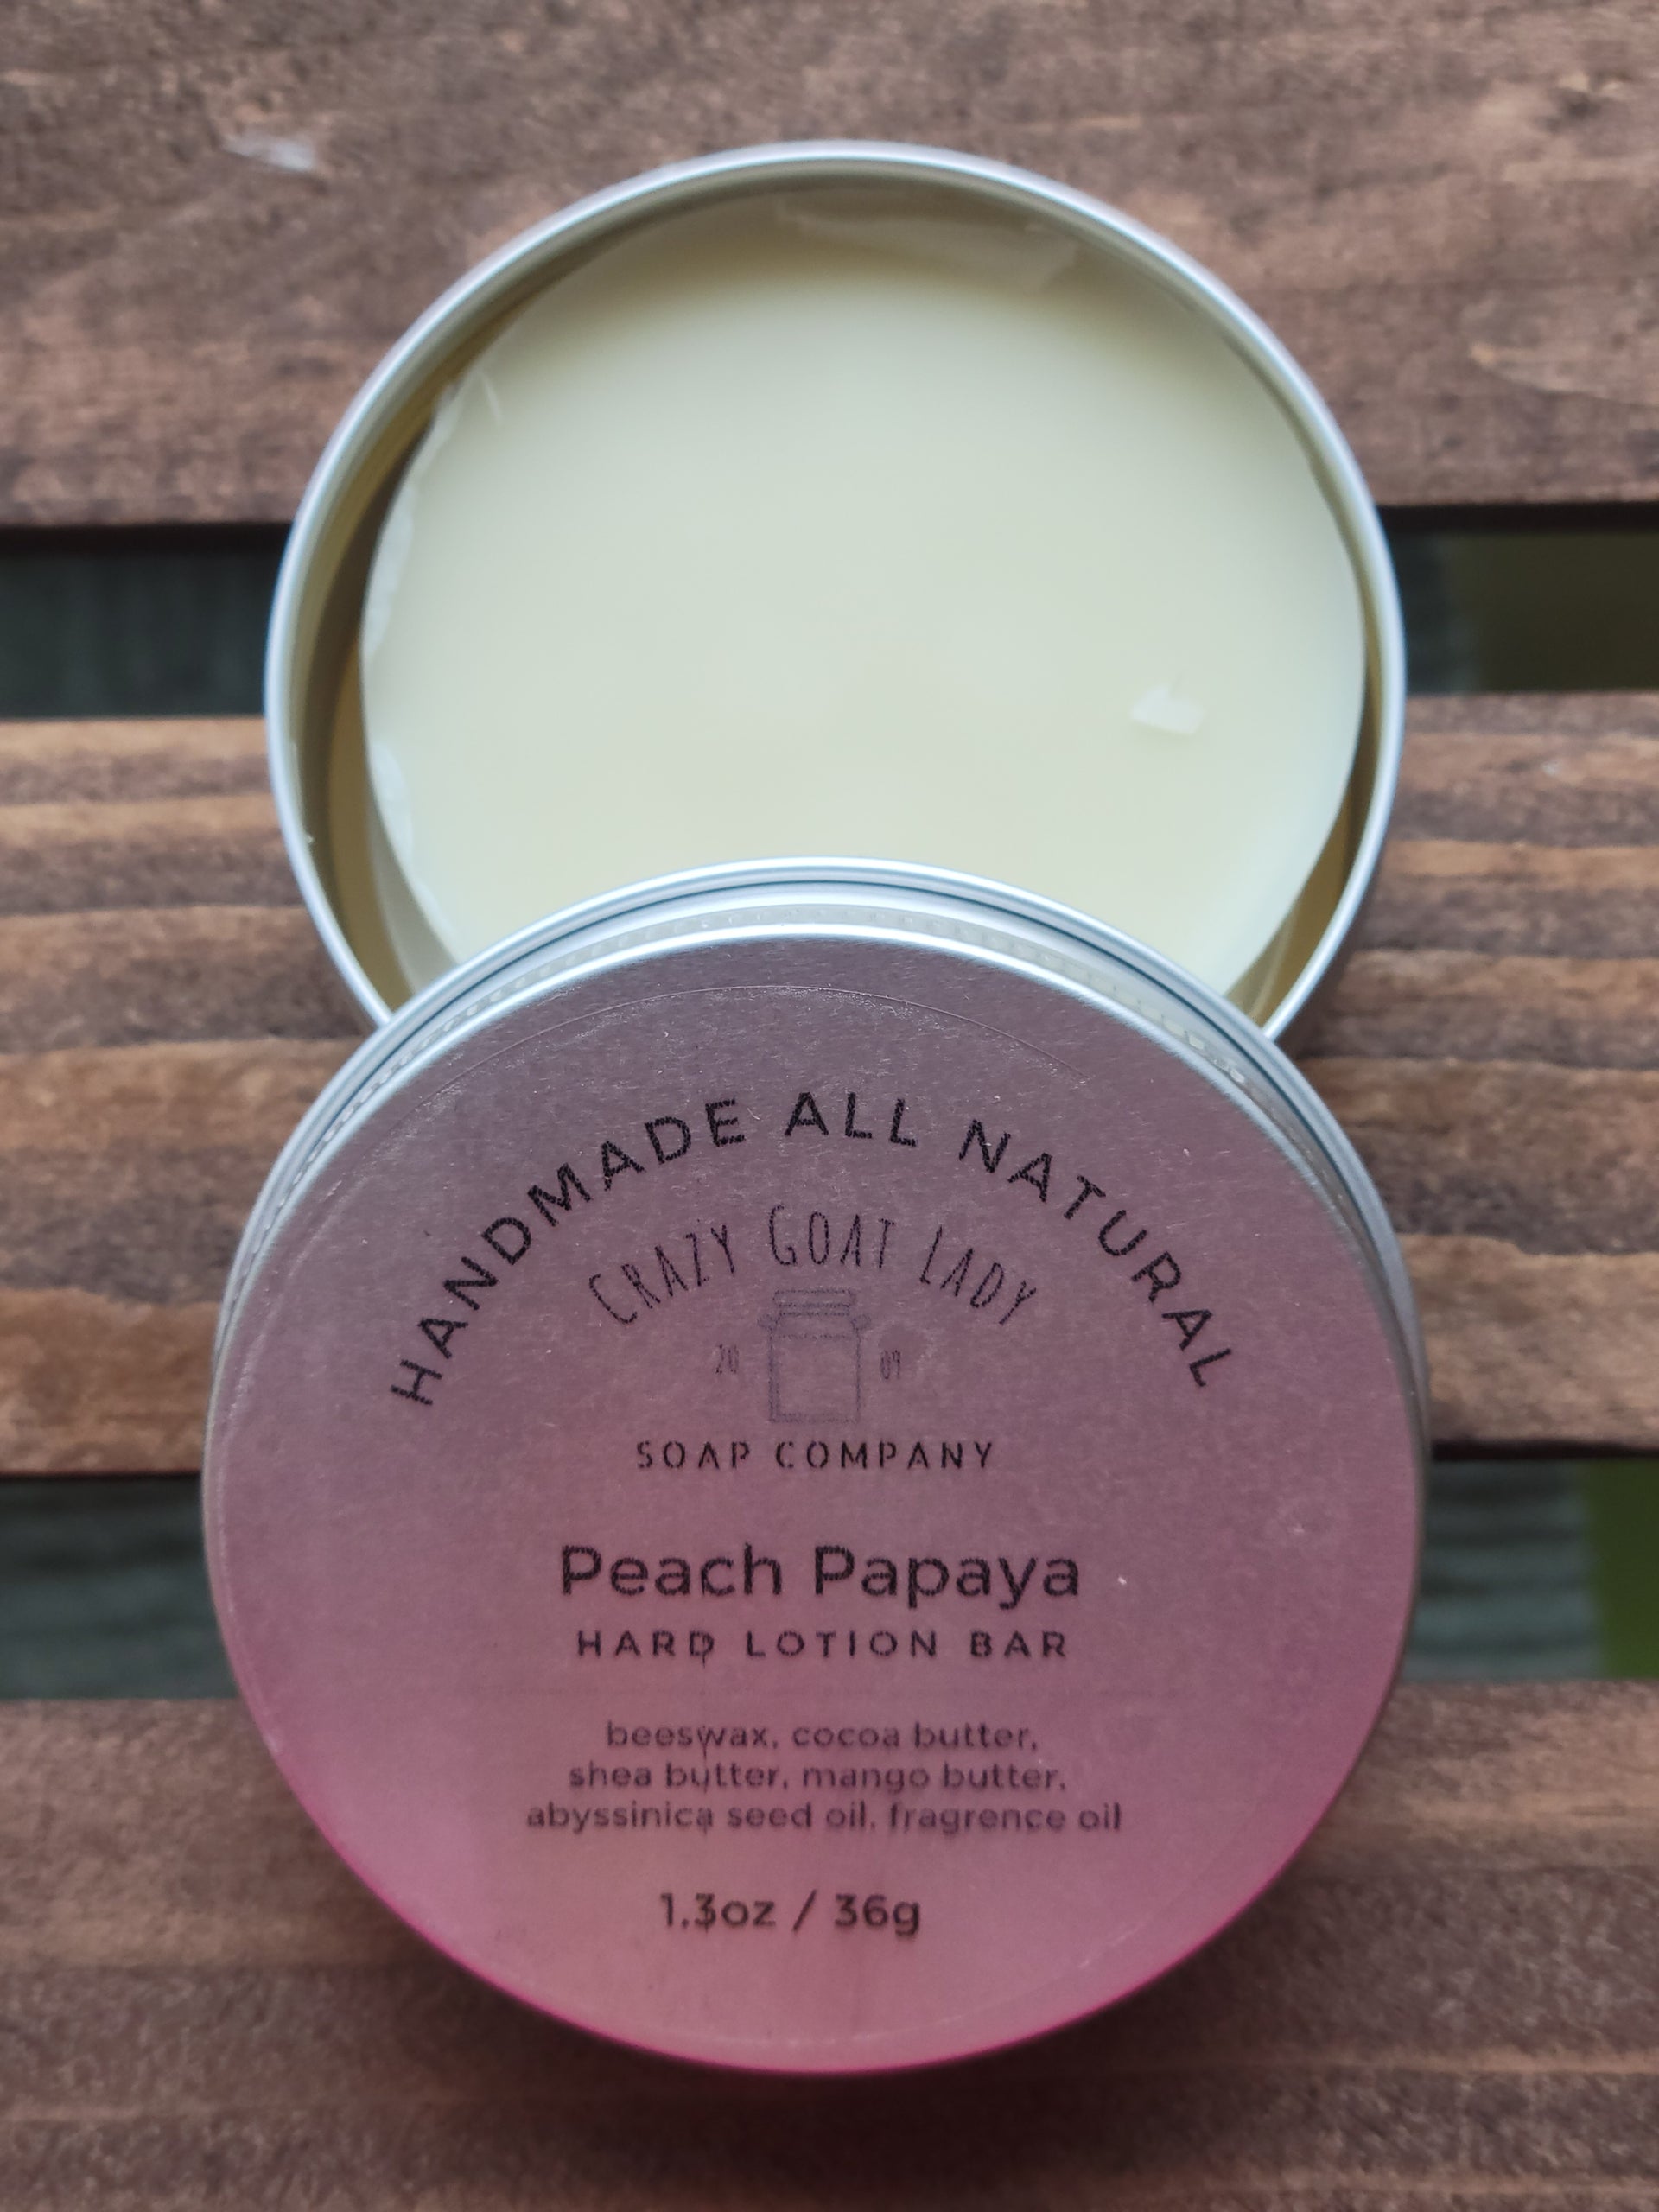 HANDMADE ALL NATURAL
CRAZY GOAT LADY
20 09
SOAP COMPANY
Peach Papaya
HARD LOTION BAR
beeswax, cocoa butter,
shea butter, mango butter,
abyssinica seed oil, fragrence oil
1.3oz / 36g